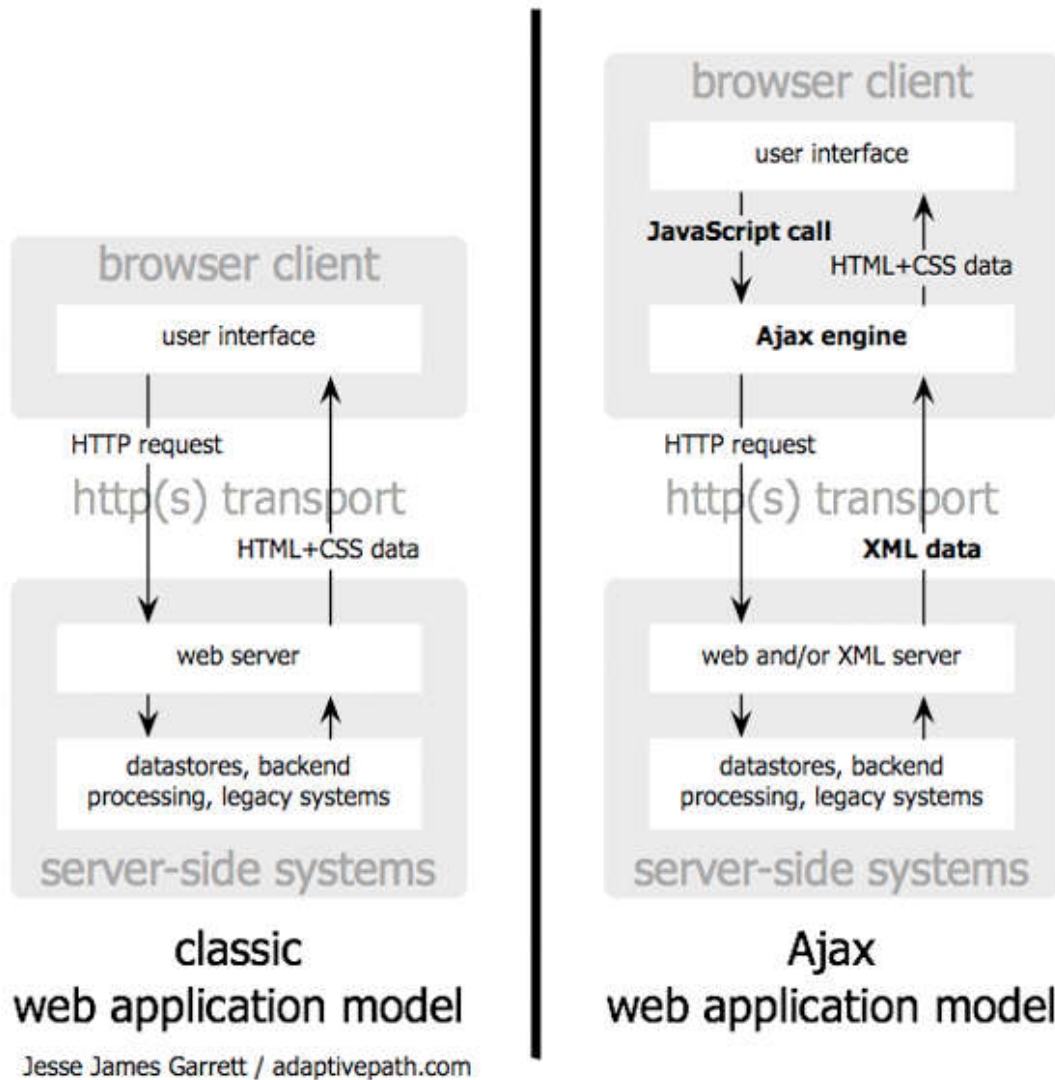 browser client
user interface
HTTP request
http(s) transport
HTML+CSS data
web server
datastores, backend
processing, legacy systems
server-side systems
classic
web application model
Jesse James Garrett / adaptivepath.com
browser client
user interface
JavaScript call
HTML+CSS data
Ajax engine
HTTP request
http(s) transport
XML data
web and/or XML server
datastores, backend
processing, legacy systems
server-side systems
Ajax
web application model